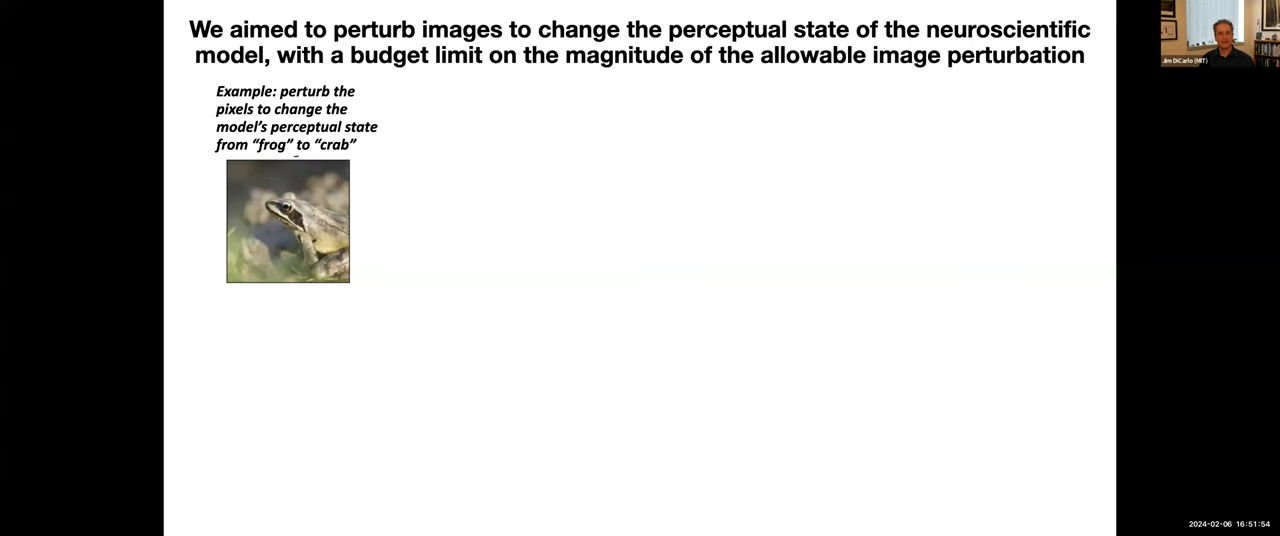 We aimed to perturb images to change the perceptual state of the neuroscientific
model, with a budget limit on the magnitude of the allowable image perturbation
Example: perturb the
pixels to change the
model's perceptual state
from “frog” to “crab”
Jim DiCarlo (MIT)
2024-02-06 16:51:54